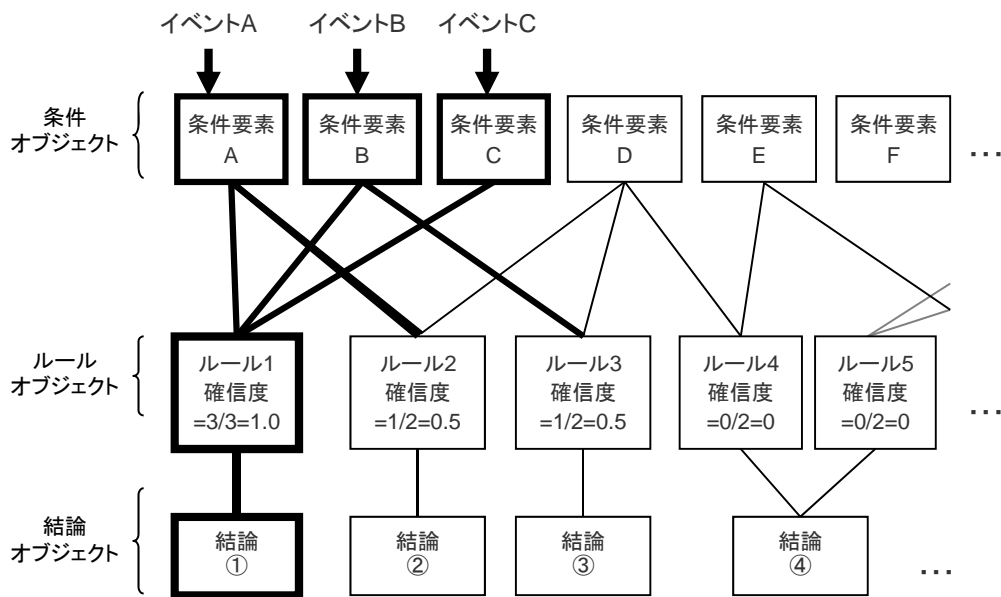 イベントA
イベントB
イベントC
条件
オブジェクト
条件要素
A
条件要素
B
条件要素
C
条件要素
D
条件要素
E
条件要素
F
…
ルール
オブジェクト
ルール1
確信度
=3/3=1.0
ルール2
確信度
=1/2=0.5
ルール3
確信度
=1/2=0.5
ルール4
確信度
=0/2=0
ルール5
確信度
=0/2=0
…
結論
オブジェクト
結論
①
結論
②
結論
③
結論
④
…